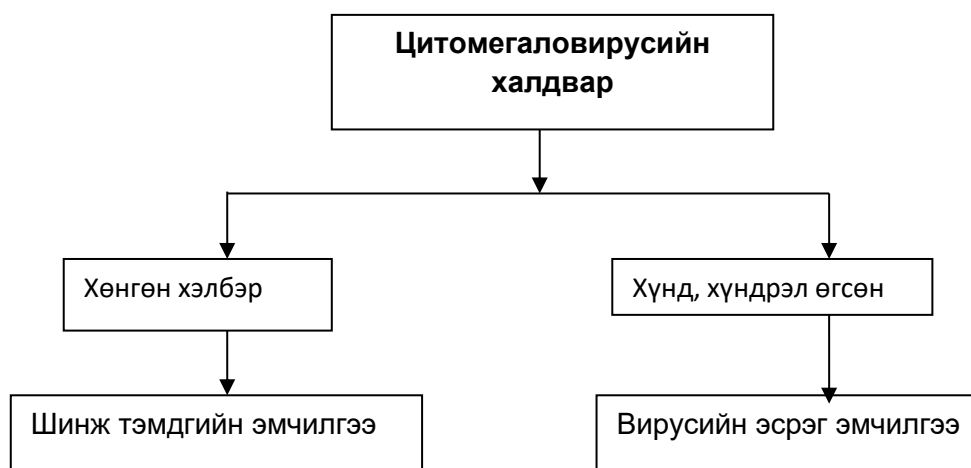 Цитомегаловирусийн
халдвар
Хөнгөн хэлбэр
Хүнд, хүндрэл өгсөн
Шинж тэмдгийн эмчилгээ
Вирусийн эсрэг эмчилгээ